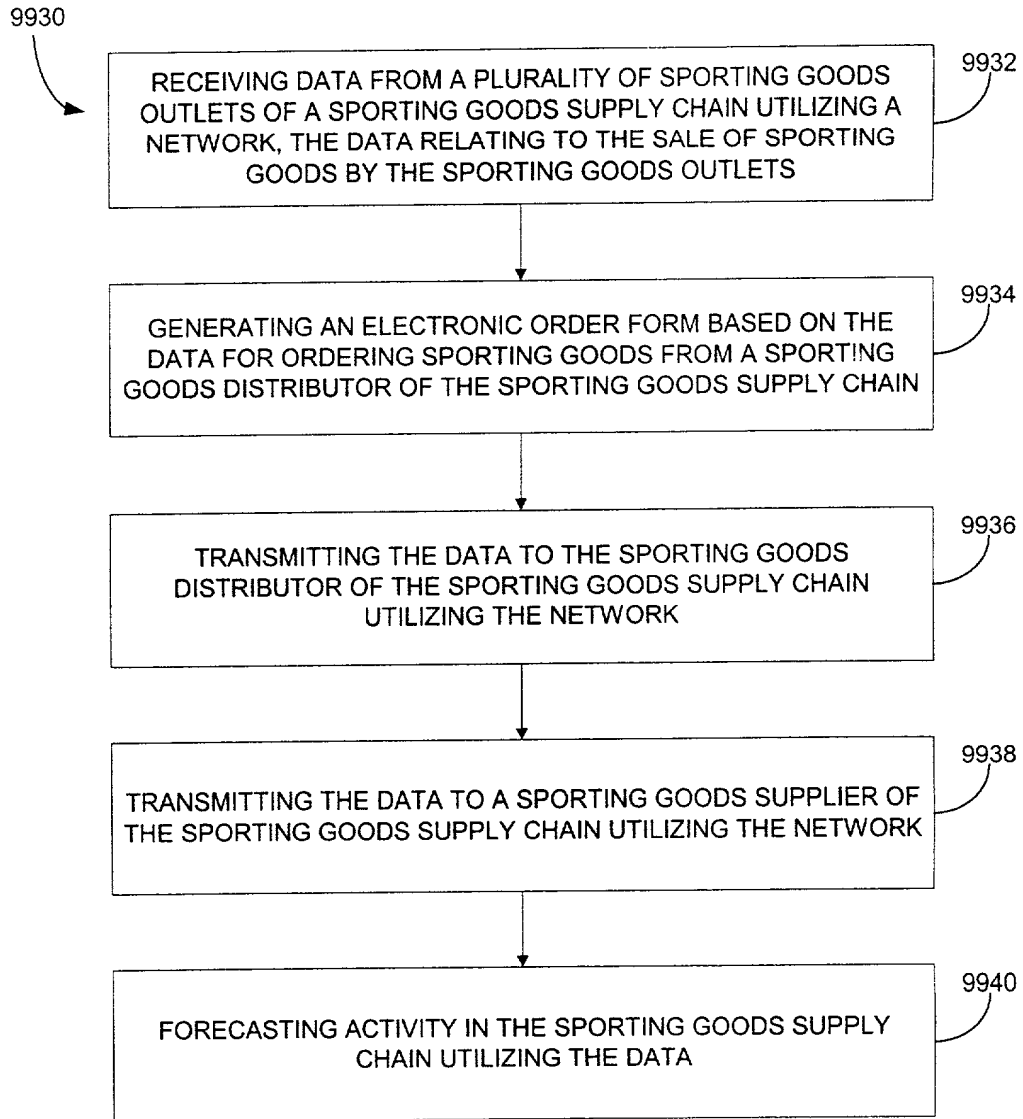 9930
RECEIVING DATA FROM A PLURALITY OF SPORTING GOODS
OUTLETS OF A SPORTING GOODS SUPPLY CHAIN UTILIZING A
NETWORK, THE DATA RELATING TO THE SALE OF SPORTING
GOODS BY THE SPORTING GOODS OUTLETS
9932
GENERATING AN ELECTRONIC ORDER FORM BASED ON THE
DATA FOR ORDERING SPORTING GOODS FROM A SPORTING
GOODS DISTRIBUTOR OF THE SPORTING GOODS SUPPLY CHAIN
9934
TRANSMITTING THE DATA TO THE SPORTING GOODS
DISTRIBUTOR OF THE SPORTING GOODS SUPPLY CHAIN
UTILIZING THE NETWORK
9936
TRANSMITTING THE DATA TO A SPORTING GOODS SUPPLIER OF
THE SPORTING GOODS SUPPLY CHAIN UTILIZING THE NETWORK
9938
FORECASTING ACTIVITY IN THE SPORTING GOODS SUPPLY
CHAIN UTILIZING THE DATA
9940